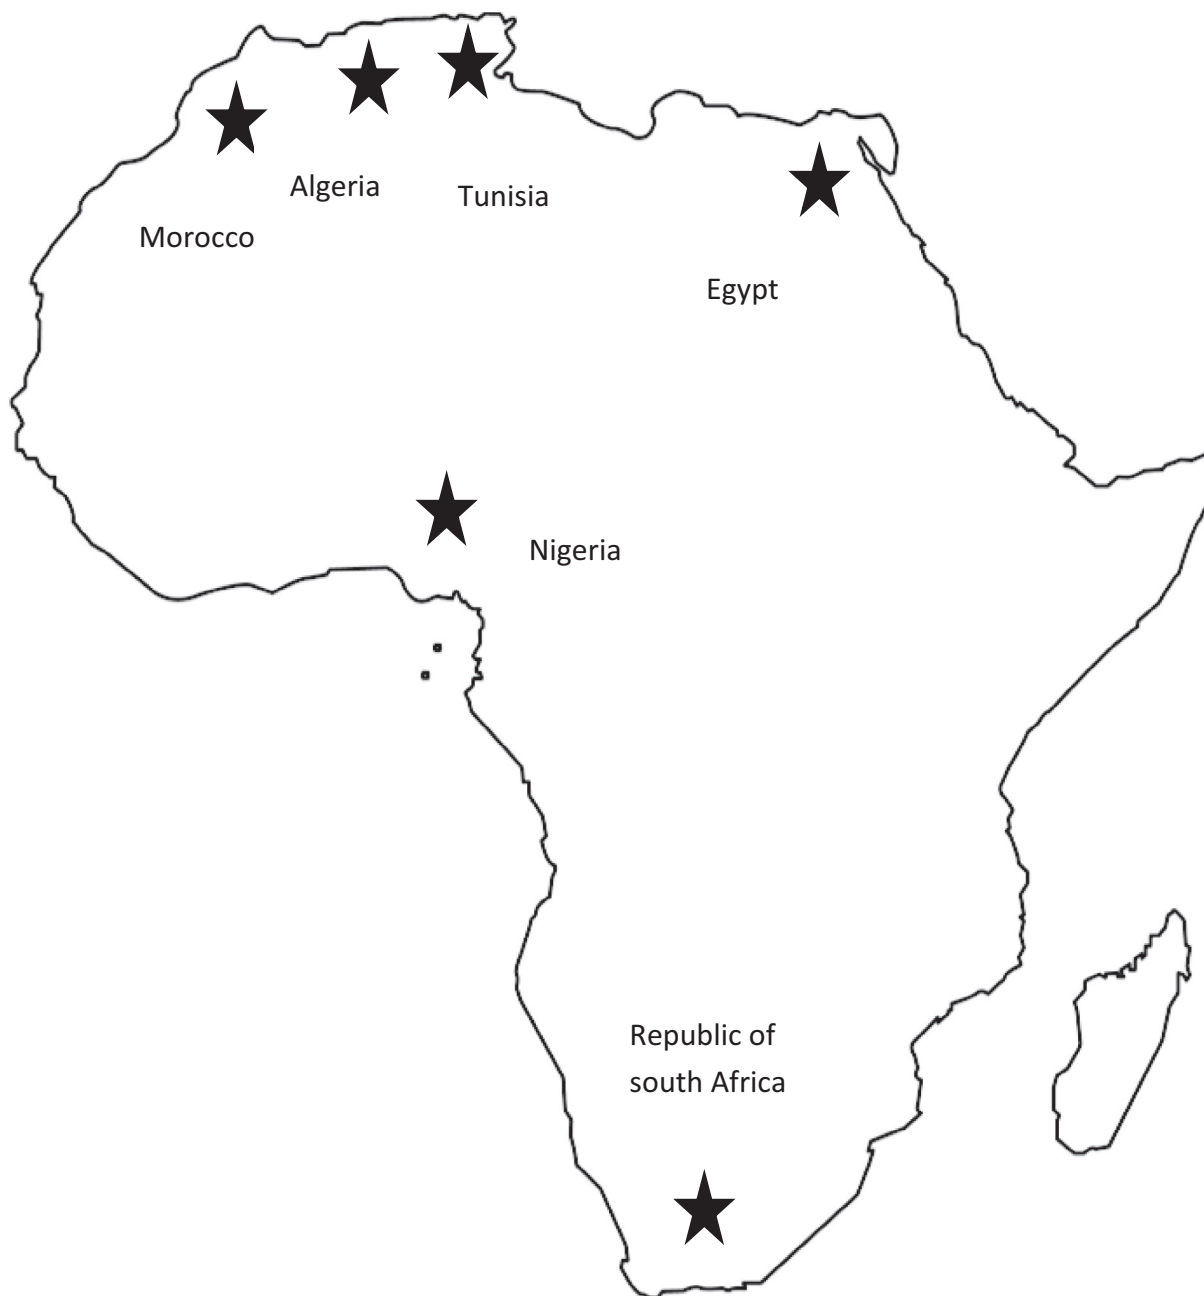 Algeria
Tunisia
Morocco
Egypt
Nigeria
Republic of
south Africa